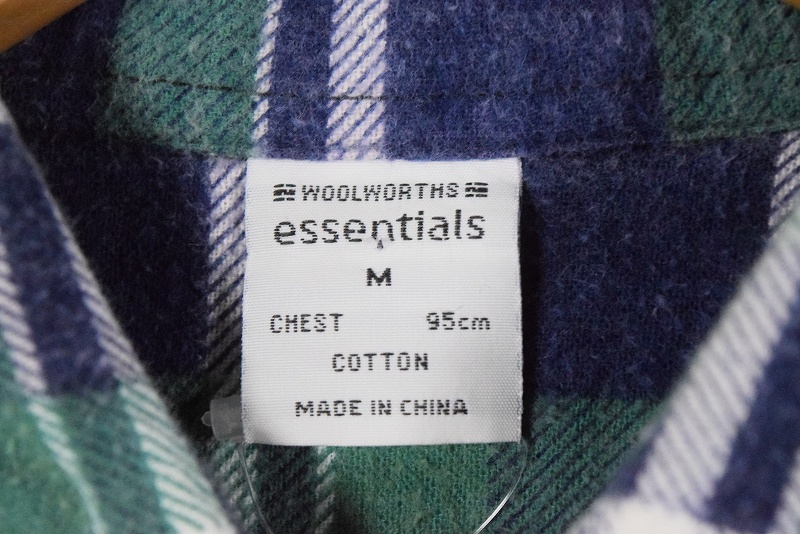 WOOLWORTHS
essentials
M
CHEST 95cm
COTTON
MADE IN CHINA